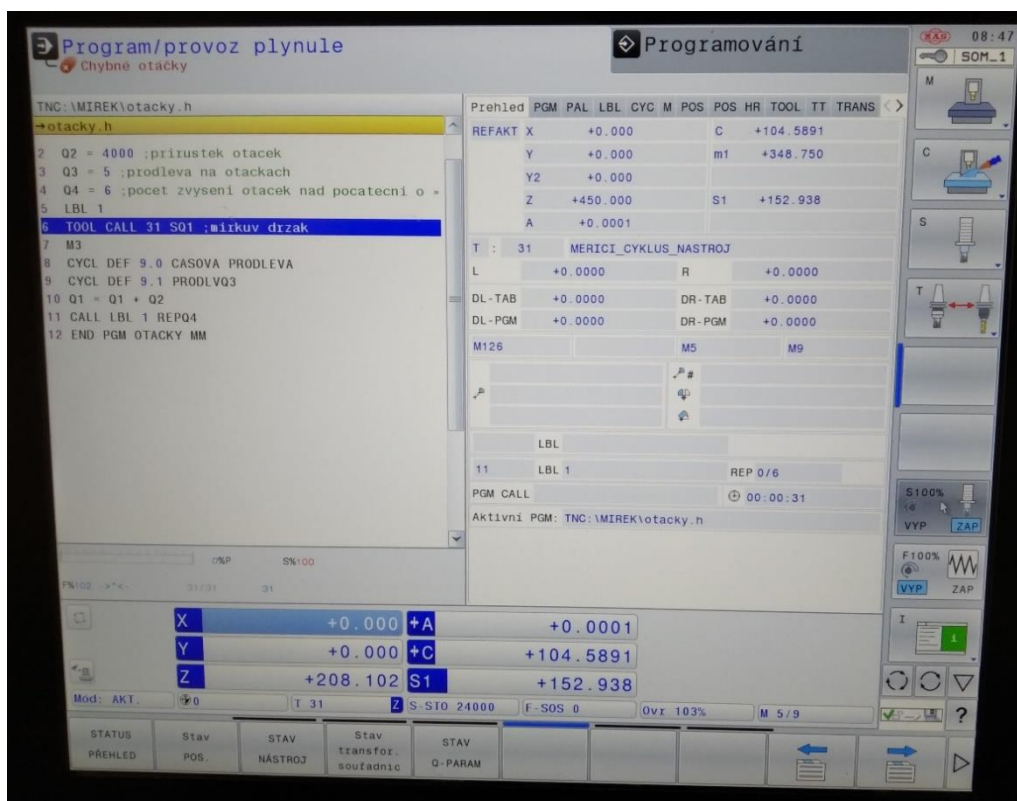 Program/provoz plynule
Chybné otáčky
Programování
08:47
SOM_1
TNC:\MIREK\otacky.h
→otacky.h
2 Q2 = 4000 ;prirustek otacek
3 Q03 = 5 ;prodleva na otackach
4 Q04 = 6 ;pocet zvyseni otacek nad pocatecni o »
5 LBL 1
6 TOOL CALL 31 SQ1 ;mirkuv drzak
7 M3
8 CYCL DEF 9.0 CASOVA PRODLEVA
9 CYCL DEF 9.1 PRODLVQ3
10 Q1 = Q1 + Q2
11 CALL LBL 1 REPQ4
12 END PGM OTACKY MM
0%P S%100
31/31 31
Přehled PGM PAL LBL CYC M POS POS HR TOOL TT TRANS
REFAKT X +0.000 C +104.5891
Y +0.000 m1 +348.750
Y2 +0.000
Z +450.000 S1 +152.938
A +0.0001
T : 31 MERICI_CYKLUS_NASTROJ
L +0.0000 R +0.0000
DL-TAB +0.0000 DR-TAB +0.0000
DL-PGM +0.0000 DR-PGM +0.0000
M126 M5 M9
#
LBL
11 LBL 1 REP 0/6
PGM CALL 00:00:31
Aktivní PGM: TNC:\MIREK\otacky.h
X +0.000 +A +0.0001
Y +0.000 +C +104.5891
Z +208.102 S1 +152.938
Mód: AKT. 0 T 31 Z S-STO 24000 F-SOS 0 Ovr 103% M 5/9
STATUS PŘEHLED
Stav POS.
STAV NÁSTROJ
Stav transfor. souřadnic
STAV Q-PARAM
M
C
S
T
S100%
VYP ZAP
F100%
VYP ZAP
I
?